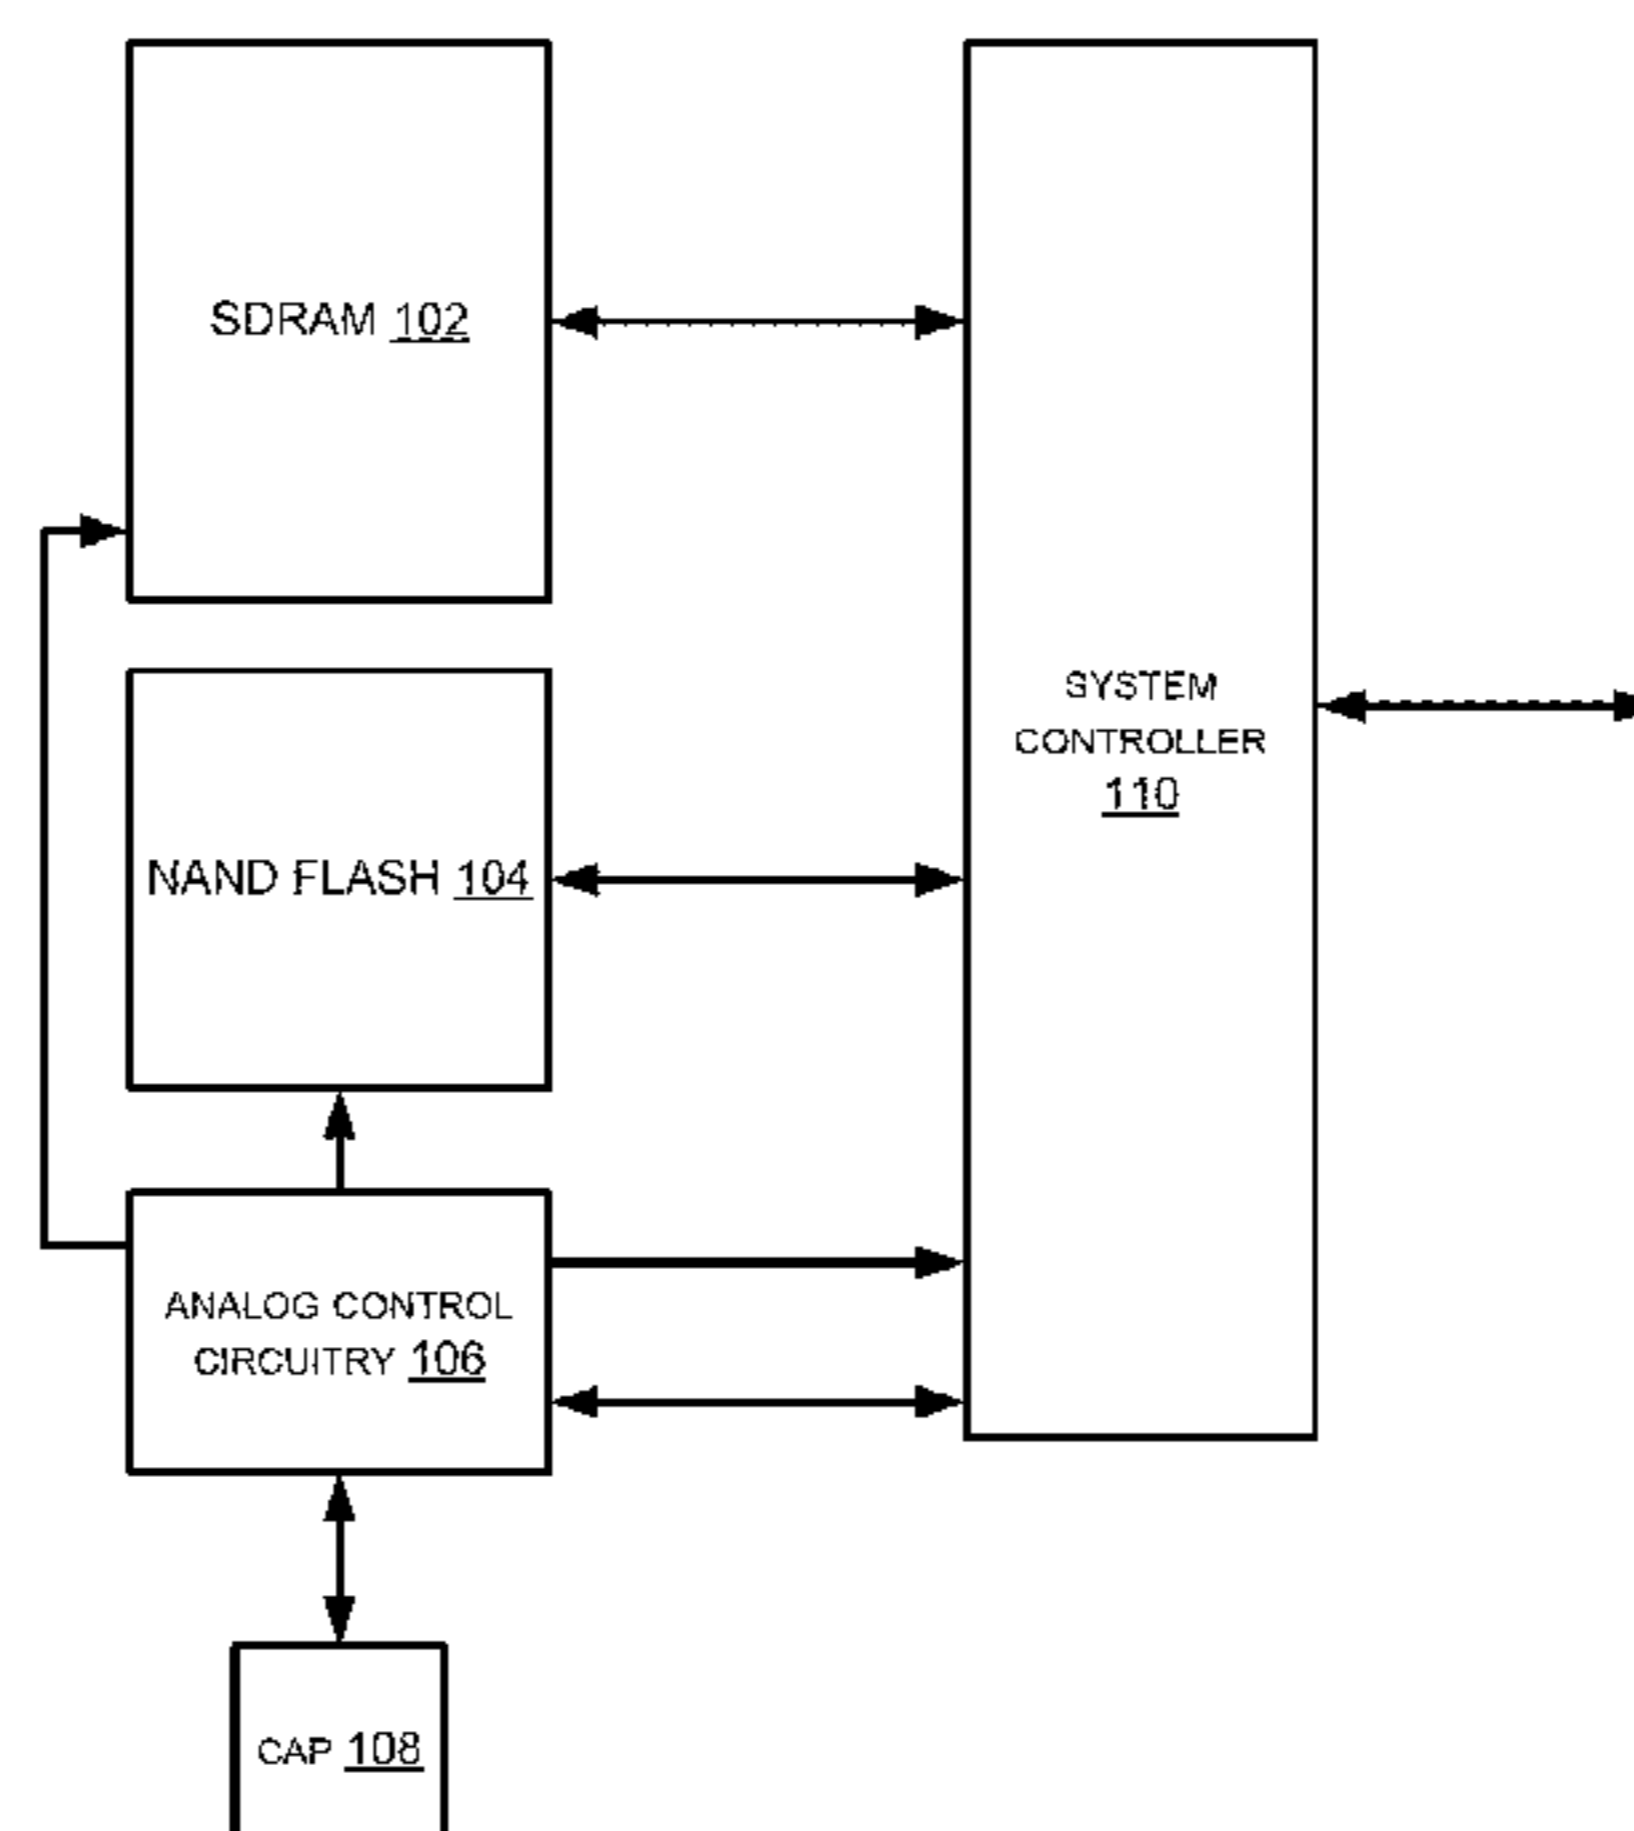 SDRAM 102
SYSTEM
CONTROLLER
110
NAND FLASH 104
ANALOG CONTROL
CIRCUITRY 106
CAP 108